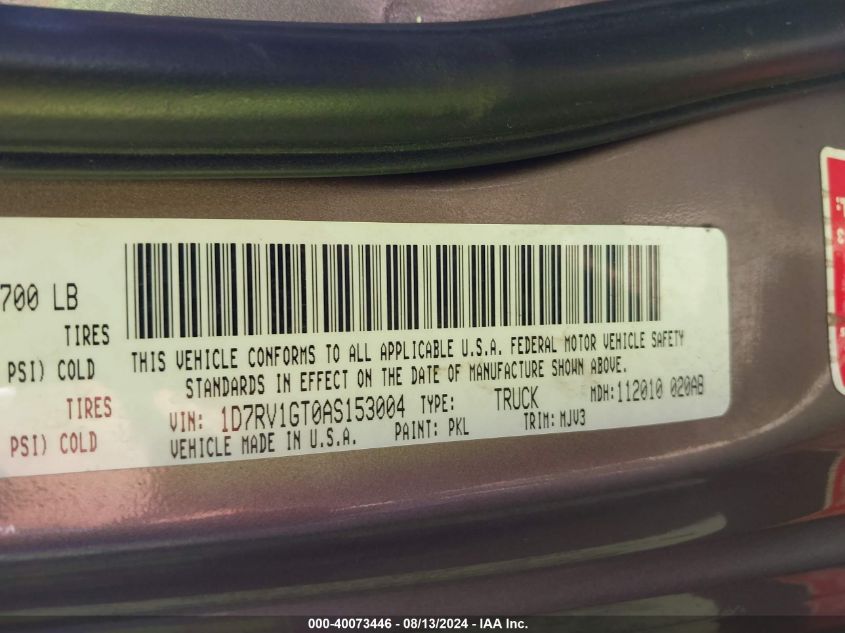 700 LB
TIRES
PSI) COLD
TIRES
PSI) COLD
THIS VEHICLE CONFORMS TO ALL APPLICABLE U.S.A. FEDERAL MOTOR VEHICLE SAFETY
STANDARDS IN EFFECT ON THE DATE OF MANUFACTURE SHOWN ABOVE.
VIN: 1D7RV1GT0AS153004 TYPE: TRUCK MDH:112010 020AB
VEHICLE MADE IN U.S.A. PAINT: PKL TRIM: MJV3
000-40073446 - 08/13/2024 - IAA Inc.